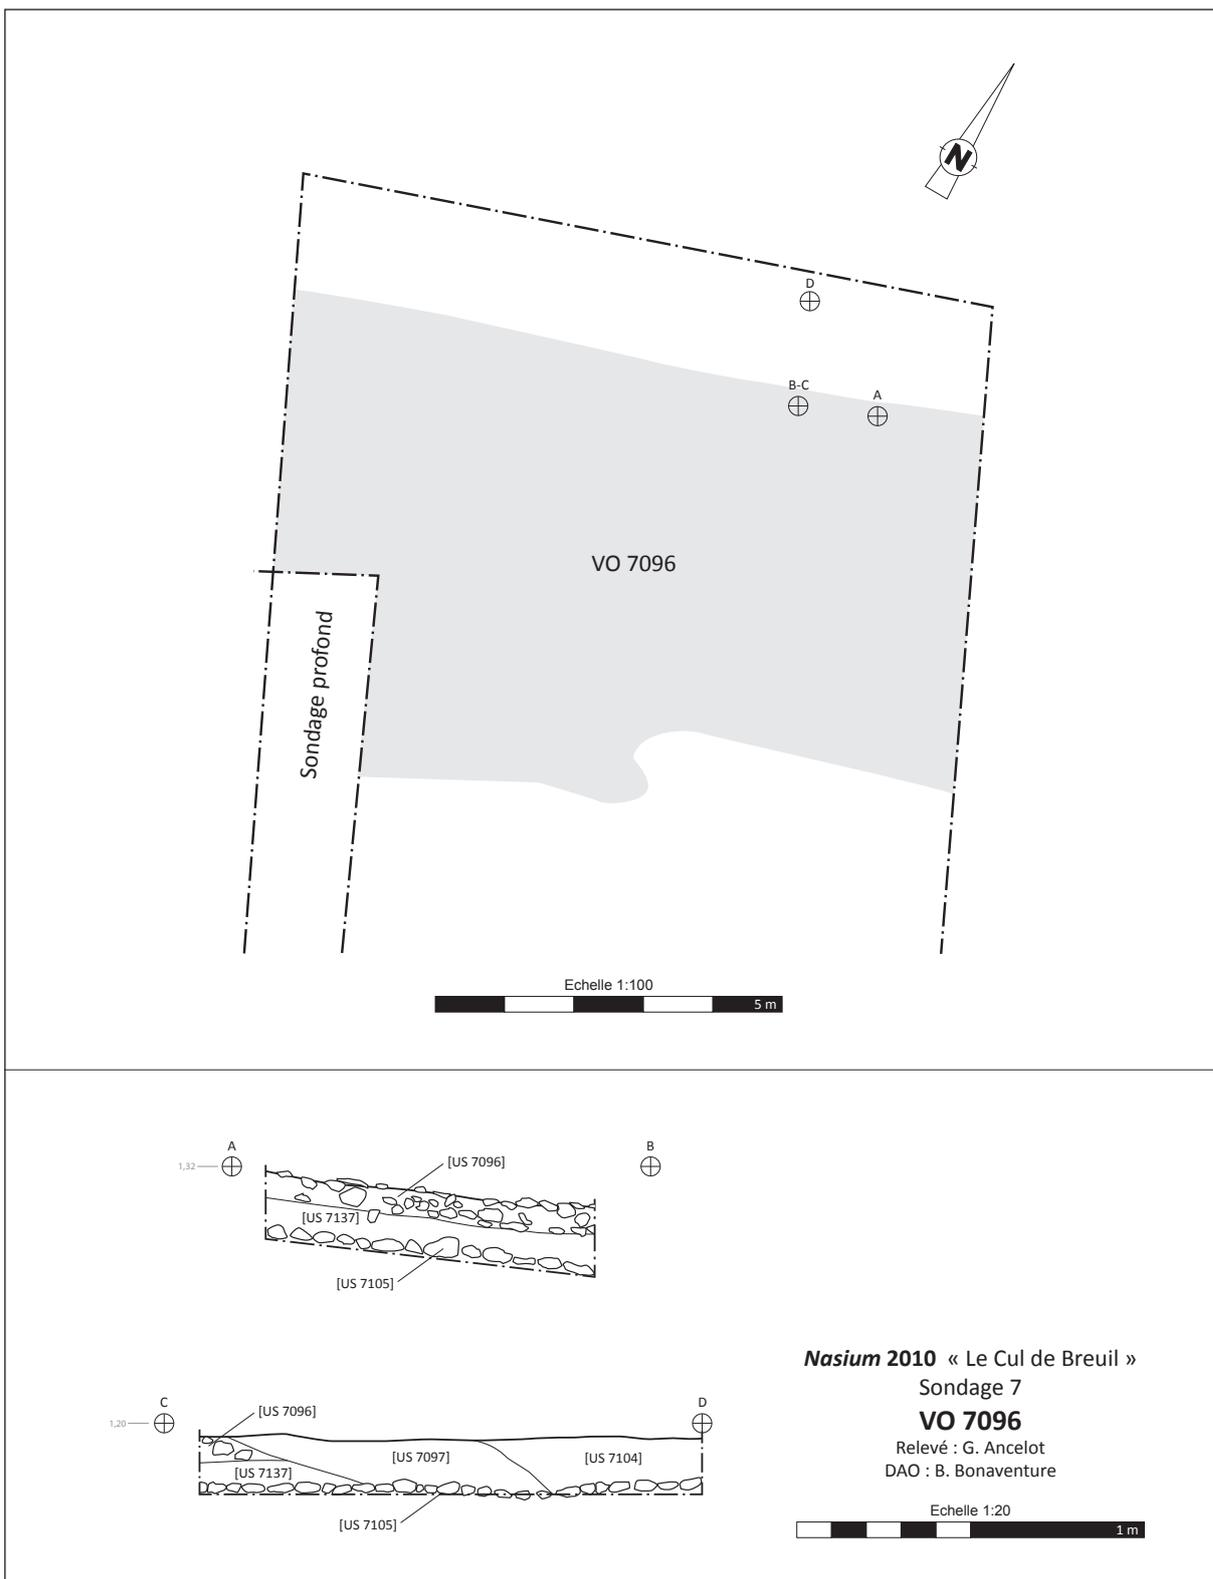 N
D
B-C
A
VO 7096
Sondage profond
Echelle 1:100
5 m
A
B
1,32
[US 7096]
[US 7137]
[US 7105]
C
D
1,20
[US 7096]
[US 7097]
[US 7104]
[US 7137]
[US 7105]
Nasium 2010 « Le Cul de Breuil »
Sondage 7
VO 7096
Relevé : G. Ancelot
DAO : B. Bonaventure
Echelle 1:20
1 m